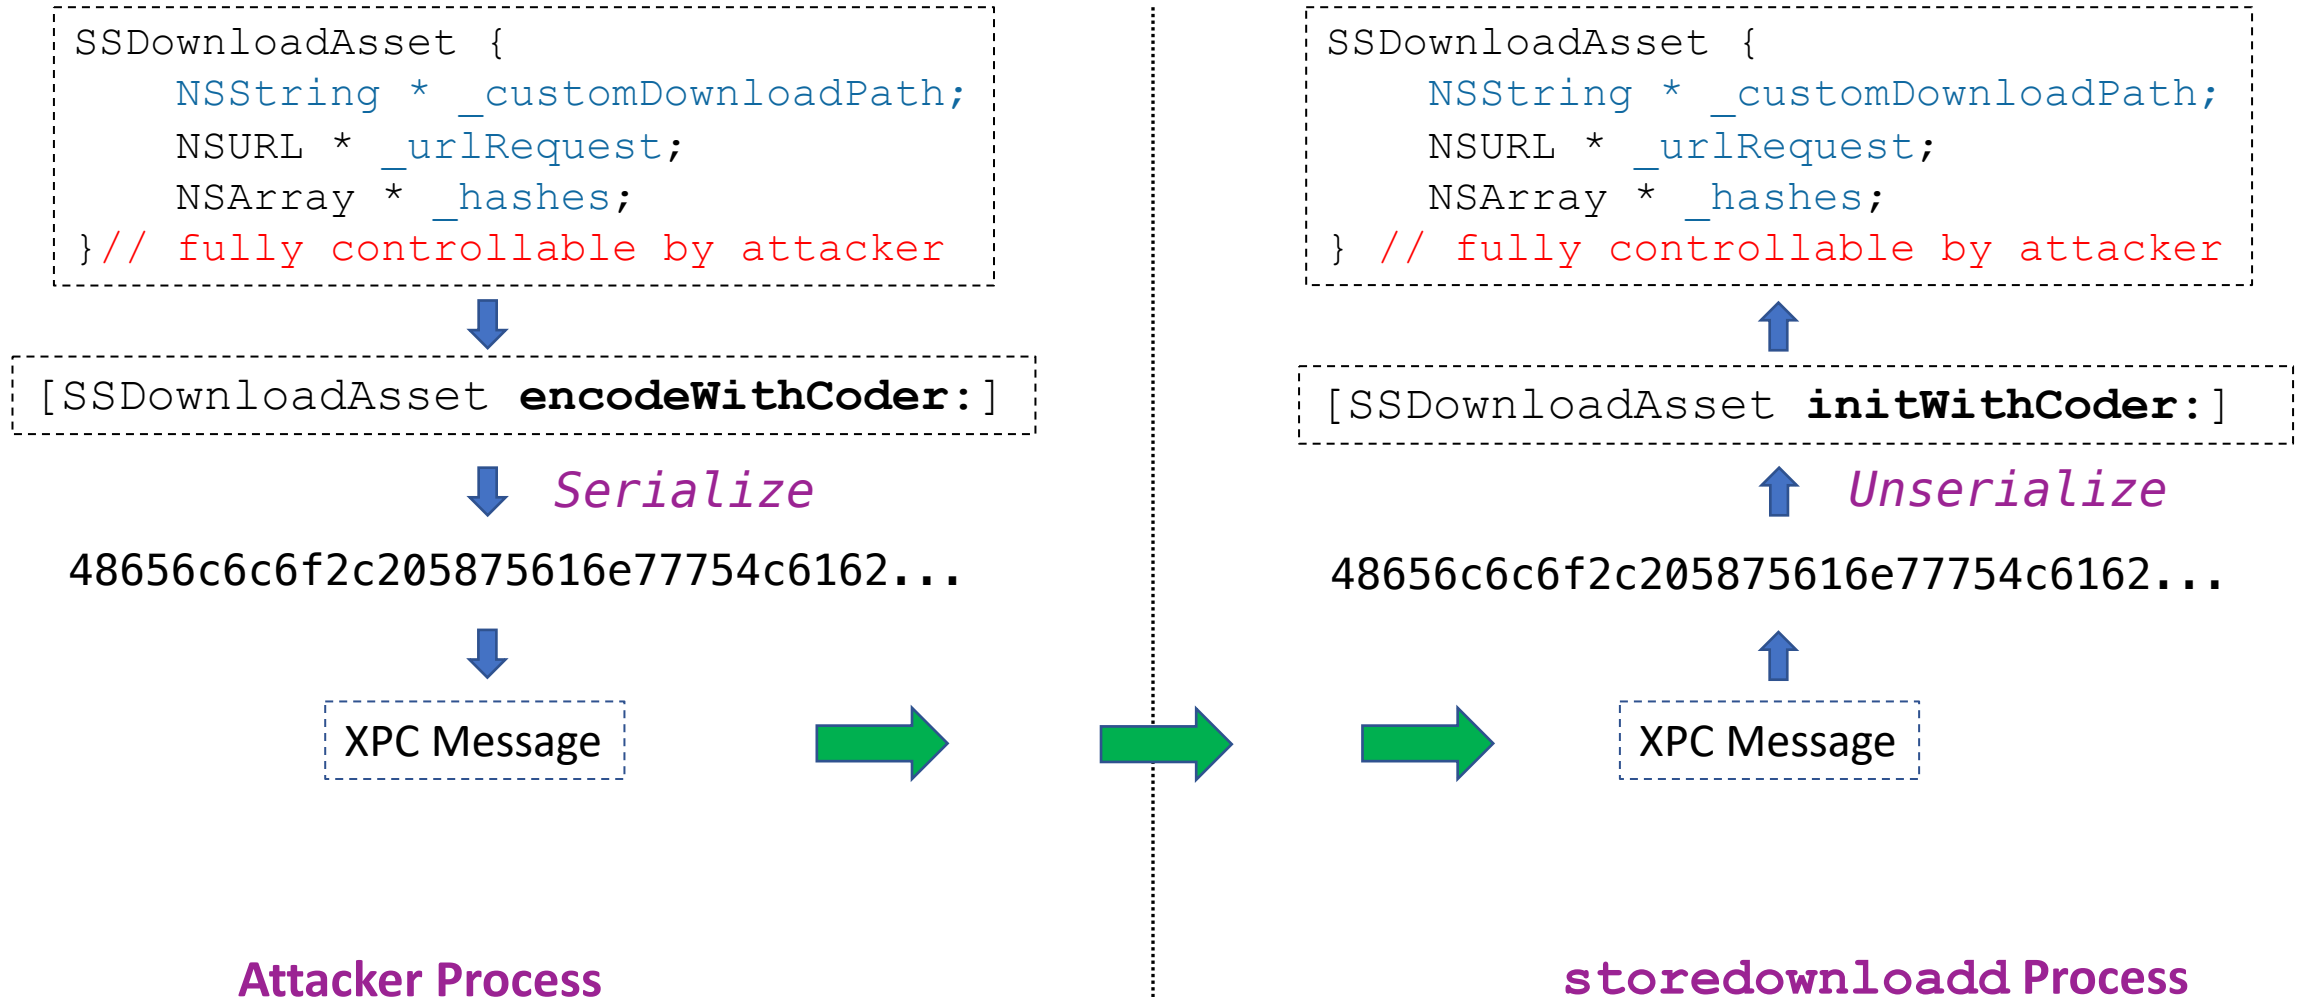 SSDownloadAsset {
NSString * _customDownloadPath;
NSURL * _urlRequest;
NSArray * _hashes;
}// fully controllable by attacker
[SSDownloadAsset encodeWithCoder:]
Serialize
48656c6c6f2c205875616e77754c6162...
XPC Message
Attacker Process
SSDownloadAsset {
NSString * _customDownloadPath;
NSURL * _urlRequest;
NSArray * _hashes;
} // fully controllable by attacker
[SSDownloadAsset initWithCoder:]
Unserialize
48656c6c6f2c205875616e77754c6162...
XPC Message
storedownloadd Process